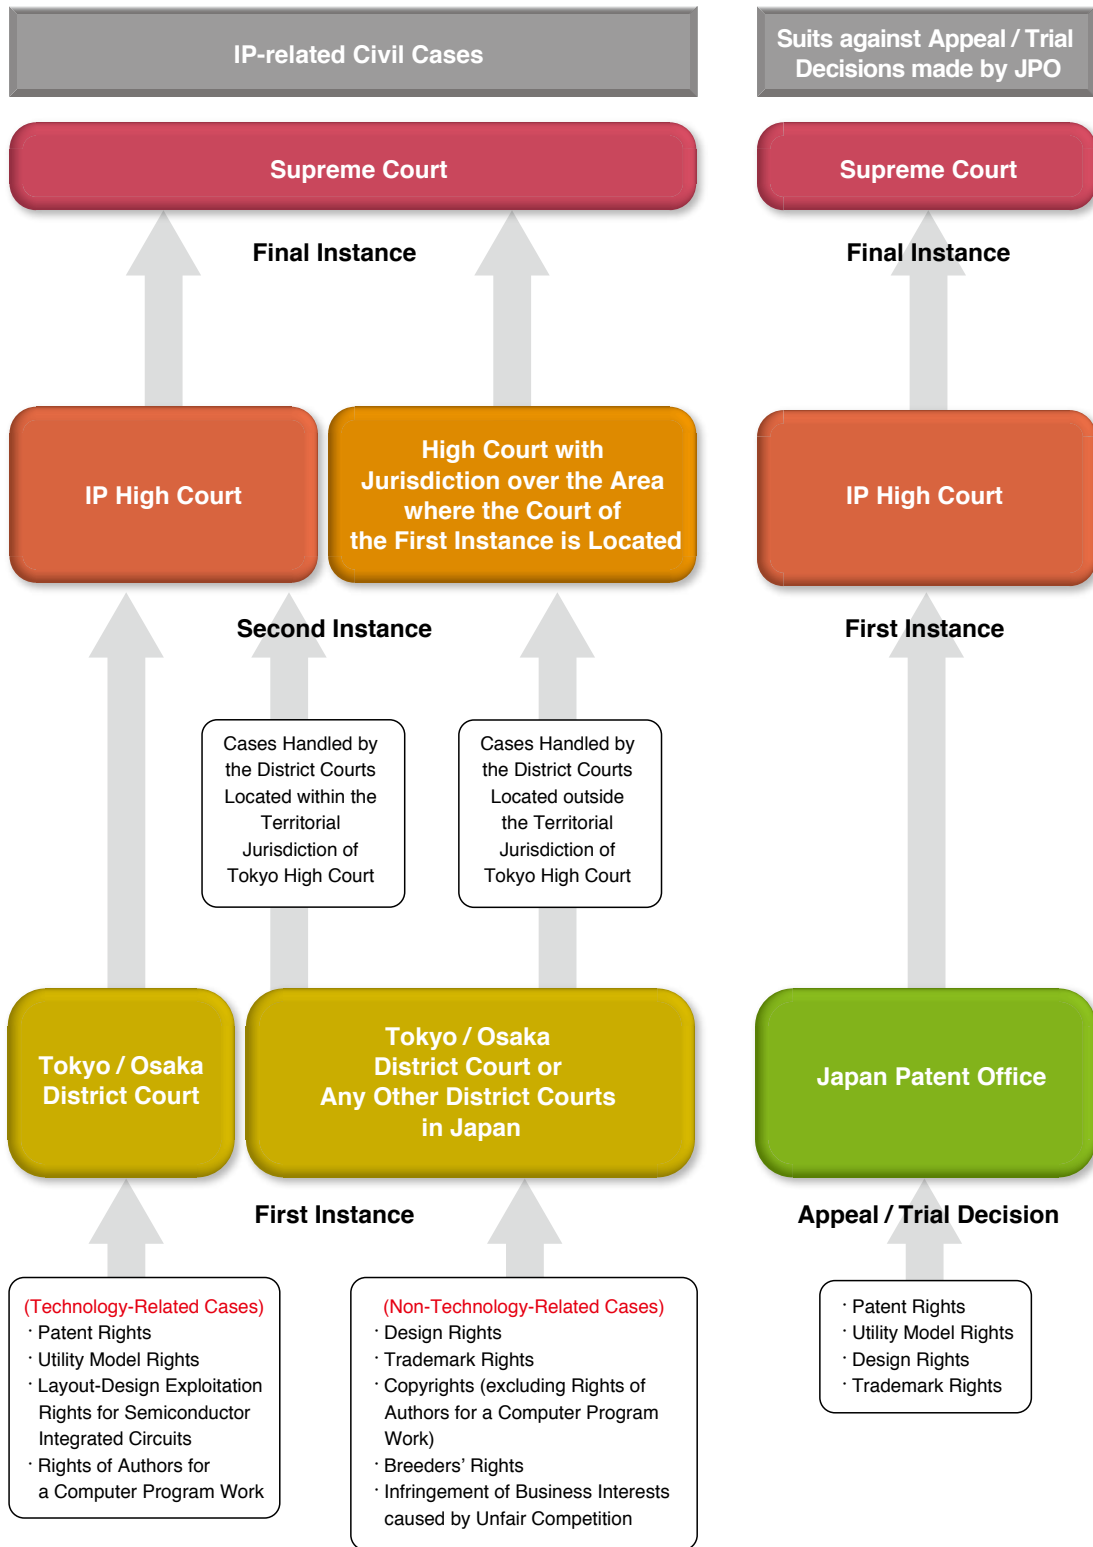 IP-related Civil Cases
Suits against Appeal / Trial
Decisions made by JPO
Supreme Court
Supreme Court
Final Instance
Final Instance
IP High Court
High Court with
Jurisdiction over the Area
where the Court of
the First Instance is Located
IP High Court
Second Instance
First Instance
Cases Handled by
the District Courts
Located within the
Territorial
Jurisdiction of
Tokyo High Court
Cases Handled by
the District Courts
Located outside
the Territorial
Jurisdiction of
Tokyo High Court
Tokyo / Osaka
District Court
Tokyo / Osaka
District Court or
Any Other District Courts
in Japan
Japan Patent Office
First Instance
Appeal / Trial Decision
(Technology-Related Cases)
· Patent Rights
· Utility Model Rights
· Layout-Design Exploitation
Rights for Semiconductor
Integrated Circuits
· Rights of Authors for
a Computer Program Work
(Non-Technology-Related Cases)
· Design Rights
· Trademark Rights
· Copyrights (excluding Rights of
Authors for a Computer Program
Work)
· Breeders' Rights
· Infringement of Business Interests
caused by Unfair Competition
· Patent Rights
· Utility Model Rights
· Design Rights
· Trademark Rights